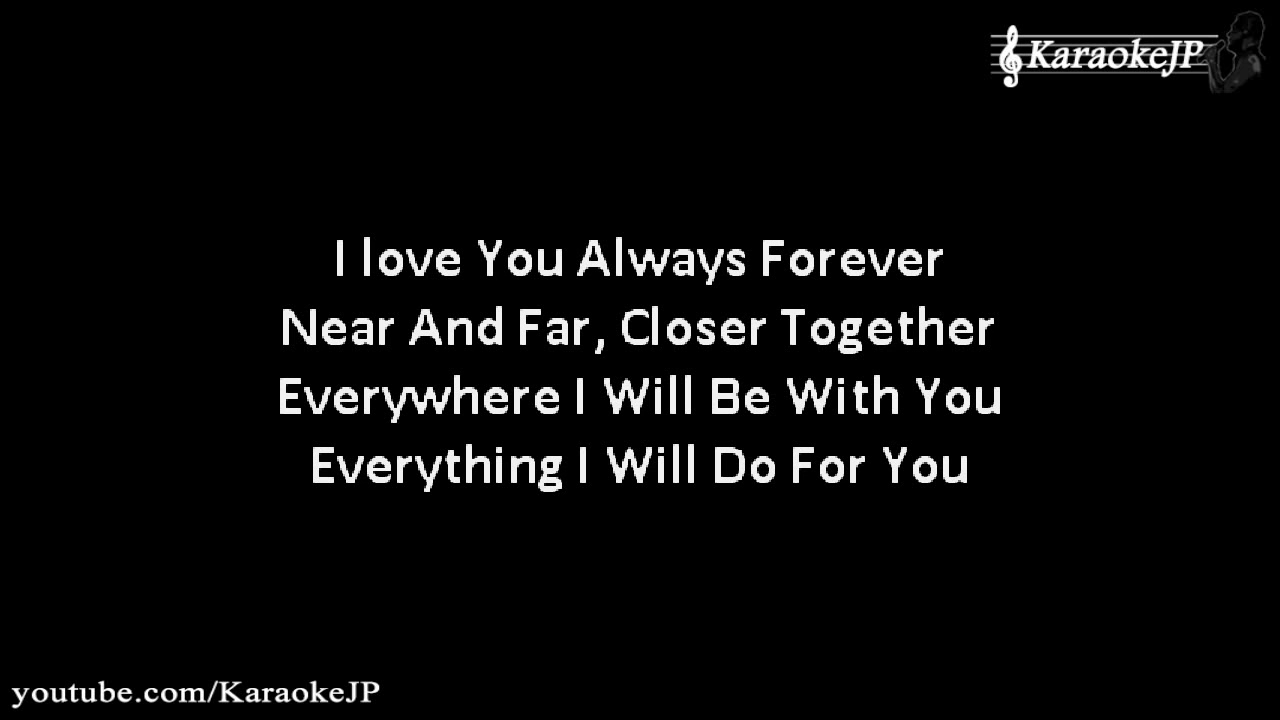 KaraokeJP
I love You Always Forever
Near And Far, Closer Together
Everywhere I Will Be With You
Everything I Will Do For You
youtube.com/KaraokeJP